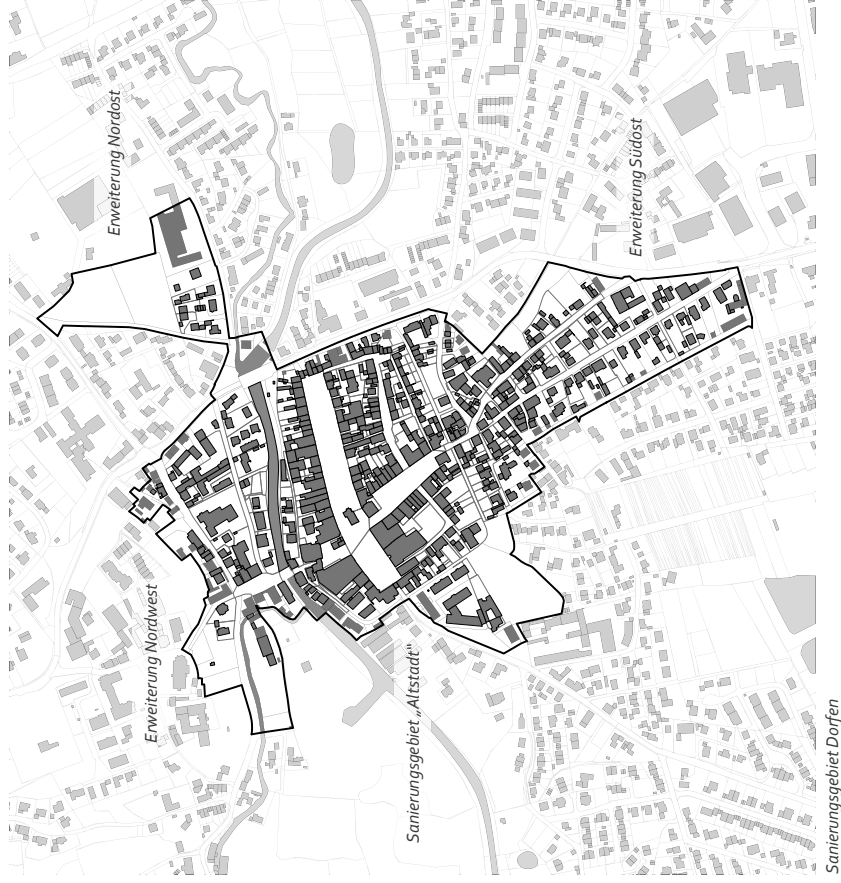 Erweiterung Nordost
Erweiterung Südost
Erweiterung Nordwest
Sanierungsgebiet „Altstadt"
Sanierungsgebiet Dorfen